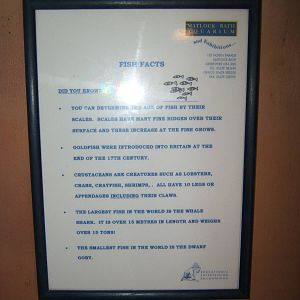 MATLOCK BATH
AQUARIUM
and Exhibitions...
FISH FACTS
DID YOU KNOW?
YOU CAN DETERMINE THE AGE OF FISH BY THEIR
SCALES. SCALES HAVE MANY FINE RIDGES OVER THEIR
SURFACE AND THESE INCREASE AS THE FISH GROWS.
GOLDFISH WERE INTRODUCED INTO BRITAIN AT THE
END OF THE 17TH CENTURY.
CRUSTACEANS ARE CREATURES SUCH AS LOBSTERS,
CRABS, CRAYFISH, SHRIMPS,. ALL HAVE 10 LEGS OR
APPENDAGES INCLUDING THEIR CLAWS.
THE LARGEST FISH IN THE WORLD IS THE WHALE
SHARK. IT IS OVER 15 METRES IN LENGTH AND WEIGHS
OVER 15 TONS!
THE SMALLEST FISH IN THE WORLD IS THE DWARF
GOBY.